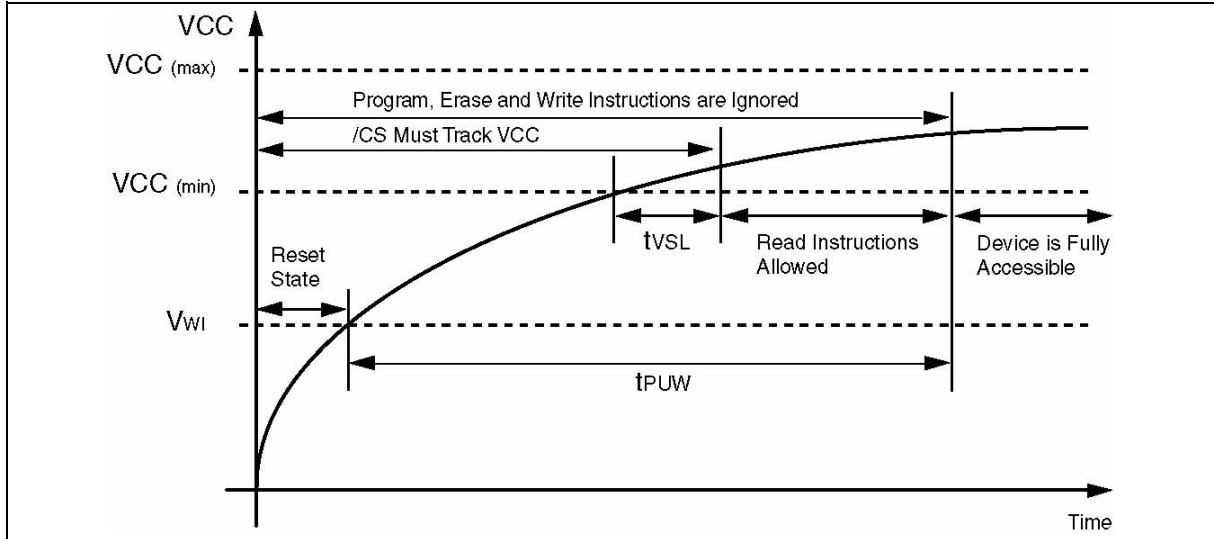 VCC
VCC (max)
Program, Erase and Write Instructions are Ignored
/CS Must Track VCC
VCC (min)
tVSL
Read Instructions
Allowed
Device is Fully
Accessible
Reset
State
VWI
tPUW
Time